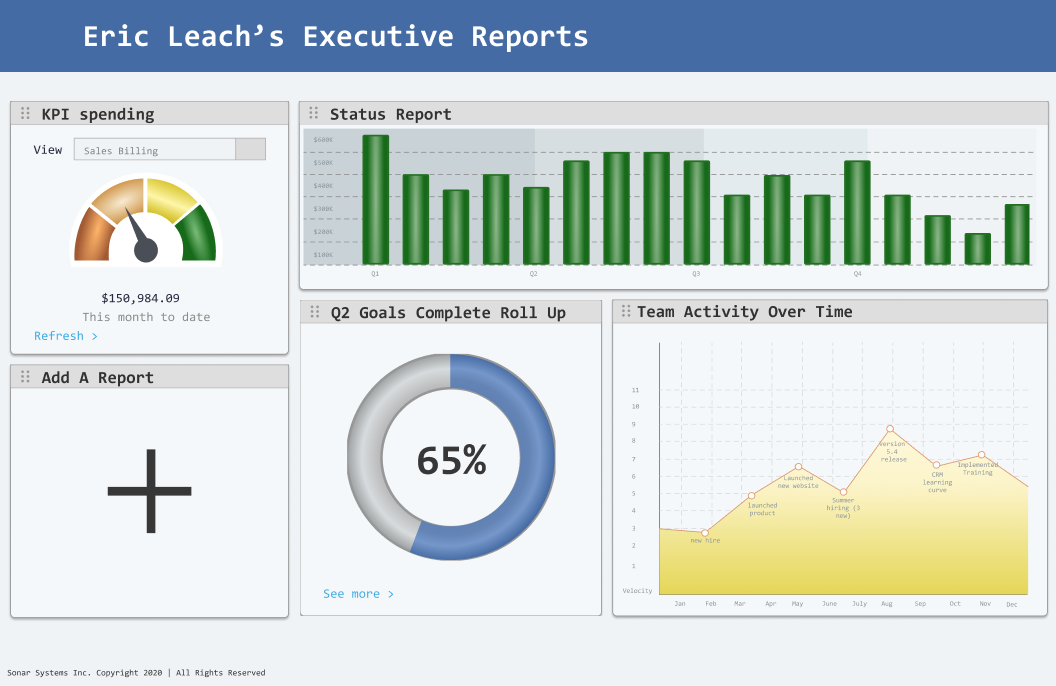 Eric Leach’s Executive Reports
KPI spending
View
Sales Billing
$150,984.09
This month to date
Refresh >
Status Report
$600K
$500K
$400K
$300K
$200K
$100K
Q1 Q2 Q3 Q4
Add A Report
Q2 Goals Complete Roll Up
65%
See more >
Team Activity Over Time
11
10
9
8
7
6
5
4
3
2
1
Velocity
new hire
launched
product
Launched
new website
Summer
hiring (3
new)
version
5.4
release
CRM
learning
curve
Implemented
Training
Jan Feb Mar Apr May June July Aug Sep Oct Nov Dec
Sonar Systems Inc. Copyright 2020 | All Rights Reserved